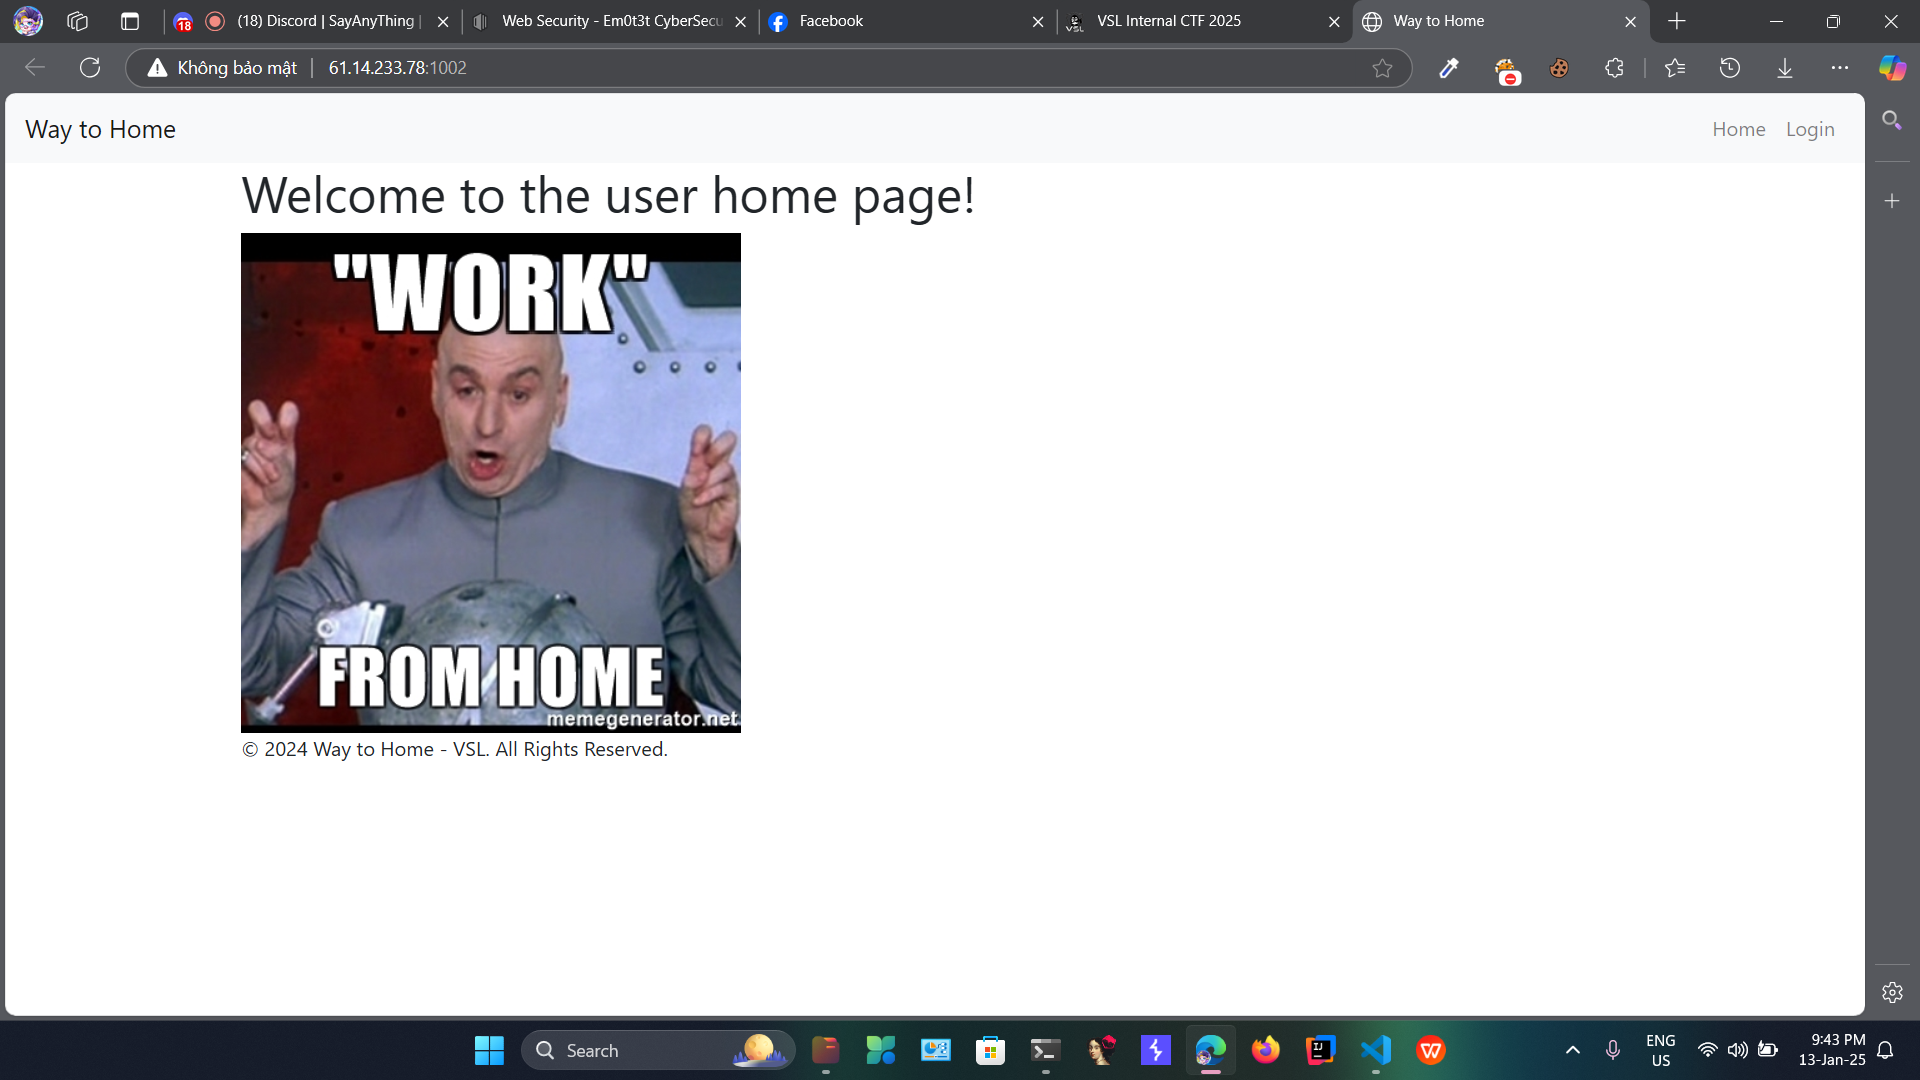 (18) Discord | SayAnyThing |
Web Security - Em0t3t CyberSecu
Facebook
VSL Internal CTF 2025
Way to Home
18
Không bảo mật
61.14.233.78:1002
Way to Home
Home
Login
Welcome to the user home page!
"WORK"
FROM HOME
memegenerator.net
© 2024 Way to Home - VSL. All Rights Reserved.
Search
ENG
US
9:43 PM
13-Jan-25